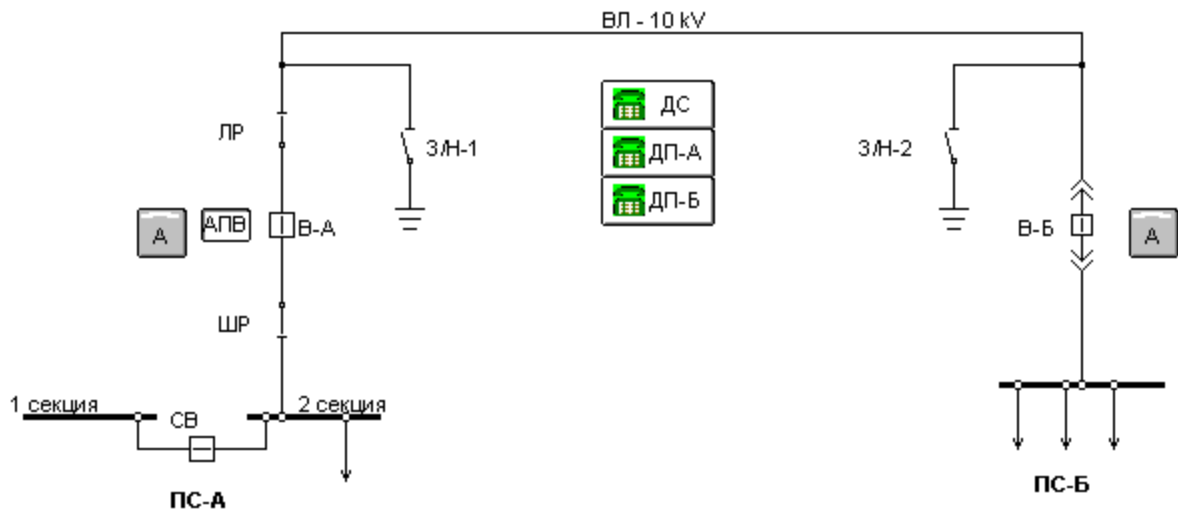 ВЛ - 10 kV
ДС
ЛР
З/Н-1
ДП-А
З/Н-2
ДП-Б
А
АПВ
В-А
В-Б
А
ШР
1 секция
СВ
2 секция
ПС-А
ПС-Б